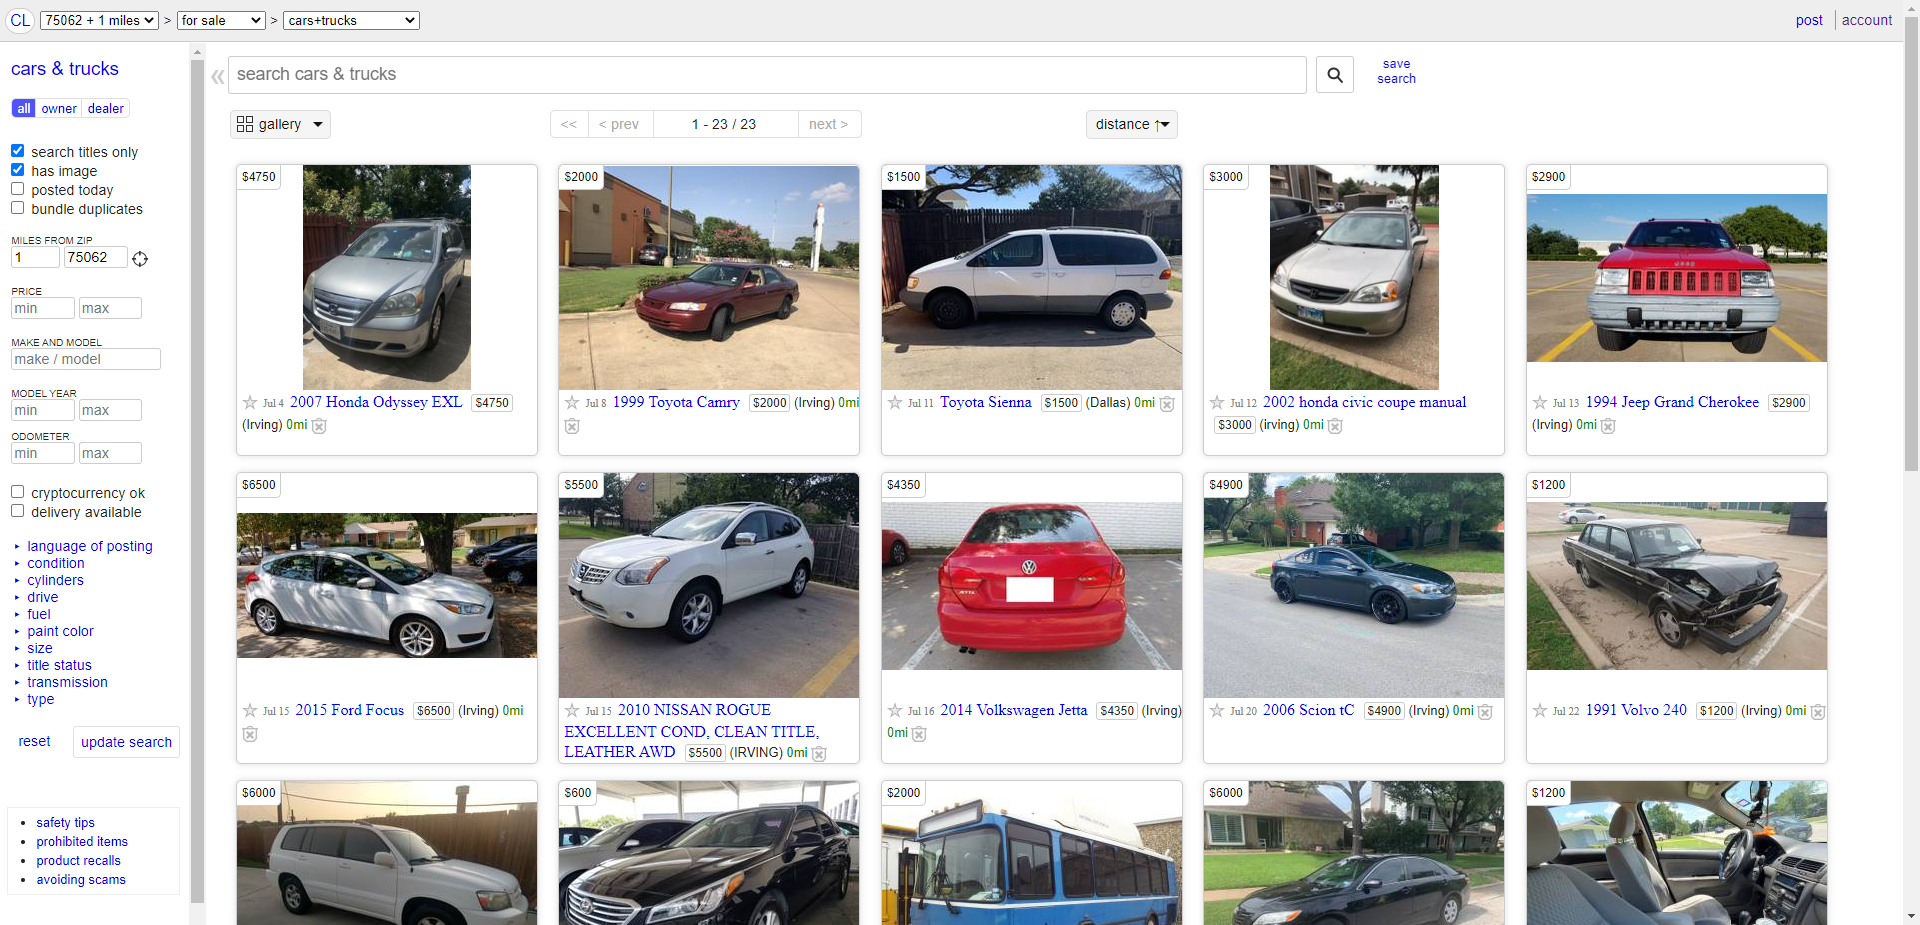 CL 75062 + 1 miles > for sale > cars+trucks post account
cars & trucks
all owner dealer
search titles only
has image
posted today
bundle duplicates
MILES FROM ZIP
1 75062
PRICE
min max
MAKE AND MODEL
make / model
MODEL YEAR
min max
ODOMETER
min max
cryptocurrency ok
delivery available
language of posting
condition
cylinders
drive
fuel
paint color
size
title status
transmission
type
reset update search
safety tips
prohibited items
product recalls
avoiding scams
« search cars & trucks
save
search
gallery << < prev 1 - 23 / 23 next > distance ↑
$4750
Jul 4 2007 Honda Odyssey EXL $4750
(Irving) 0mi
$2000
Jul 8 1999 Toyota Camry $2000 (Irving) 0mi
$1500
Jul 11 Toyota Sienna $1500 (Dallas) 0mi
$3000
Jul 12 2002 honda civic coupe manual
$3000 (irving) 0mi
$2900
Jul 13 1994 Jeep Grand Cherokee $2900
(Irving) 0mi
$6500
Jul 15 2015 Ford Focus $6500 (Irving) 0mi
$5500
Jul 15 2010 NISSAN ROGUE
EXCELLENT COND, CLEAN TITLE,
LEATHER AWD $5500 (IRVING) 0mi
$4350
Jul 16 2014 Volkswagen Jetta $4350 (Irving)
0mi
$4900
Jul 20 2006 Scion tC $4900 (Irving) 0mi
$1200
Jul 22 1991 Volvo 240 $1200 (Irving) 0mi
$6000
$600
$2000
$6000
$1200